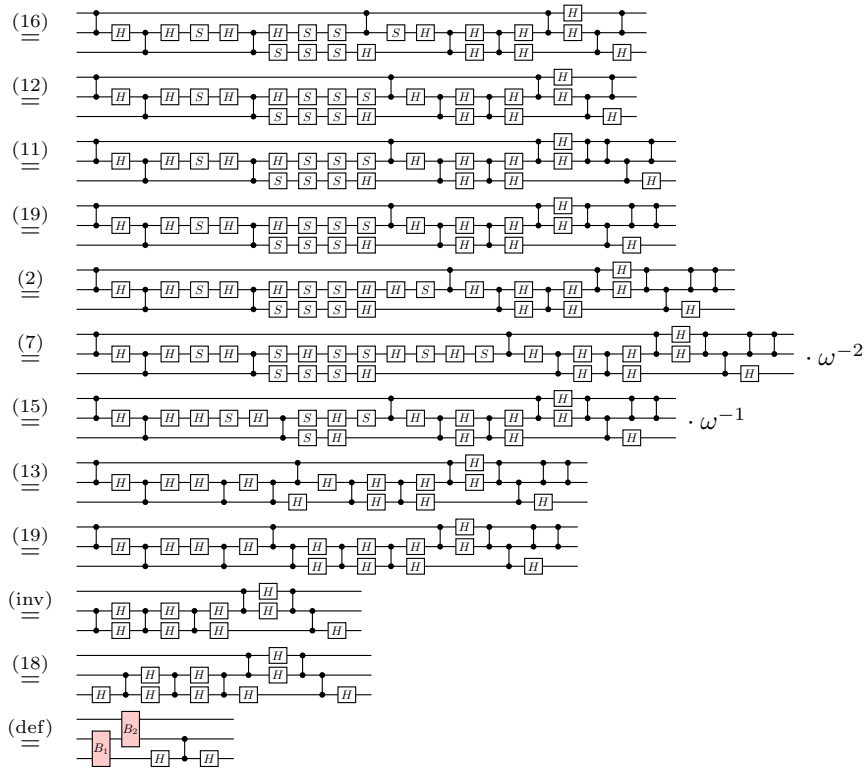 H
(16) = H H S H H S S S H H H H
S S S H H H H
H
(12) = H H S H H S S S H H H H
S S S H H H H
H
(11) = H H S H H S S S H H H H
S S S H H H H
H
(19) = H H S H H S S S H H H H
S S S H H H H
H
(2) = H H S H H S S S H S H H H H
S S S H H H H
H
(7) = H H S H S H S S H S H S H H H H · ω⁻²
S S S H H H H
H
(15) = H H H S H S H S H H H H · ω⁻¹
S H H H H
H
(13) = H H H H H H H H
H H H H
H
(19) = H H H H H H H H
H H H H
H
(inv) = H H H H
H H H H
H
(18) = H H H
H H H H H
(def) = B₂
B₁ H H